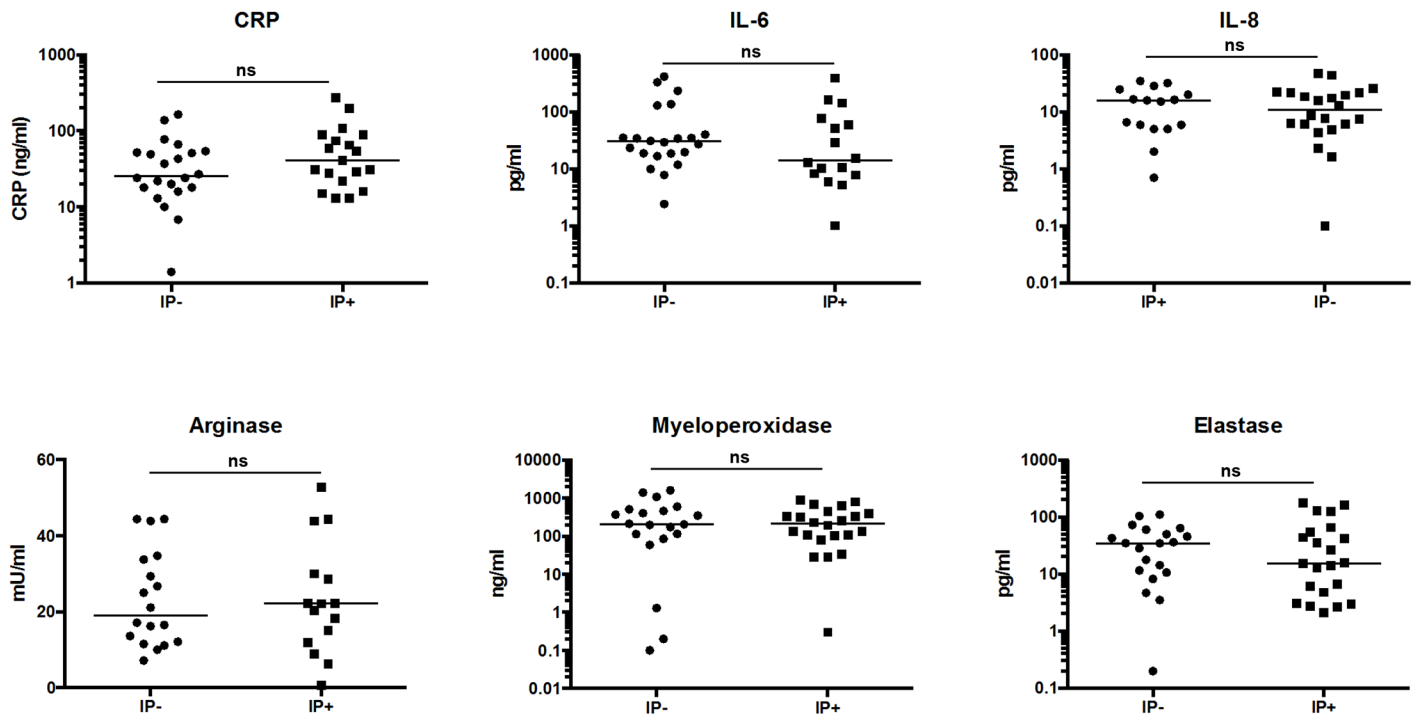 CRP
CRP (ng/ml)
1000
100
10
1
ns
IP-
IP+
IL-6
pg/ml
1000
100
10
1
0.1
ns
IP-
IP+
IL-8
pg/ml
100
10
1
0.1
0.01
ns
IP+
IP-
Arginase
mU/ml
60
40
20
0
ns
IP-
IP+
Myeloperoxidase
ng/ml
10000
1000
100
10
1
0.1
0.01
ns
IP-
IP+
Elastase
pg/ml
1000
100
10
1
0.1
ns
IP-
IP+